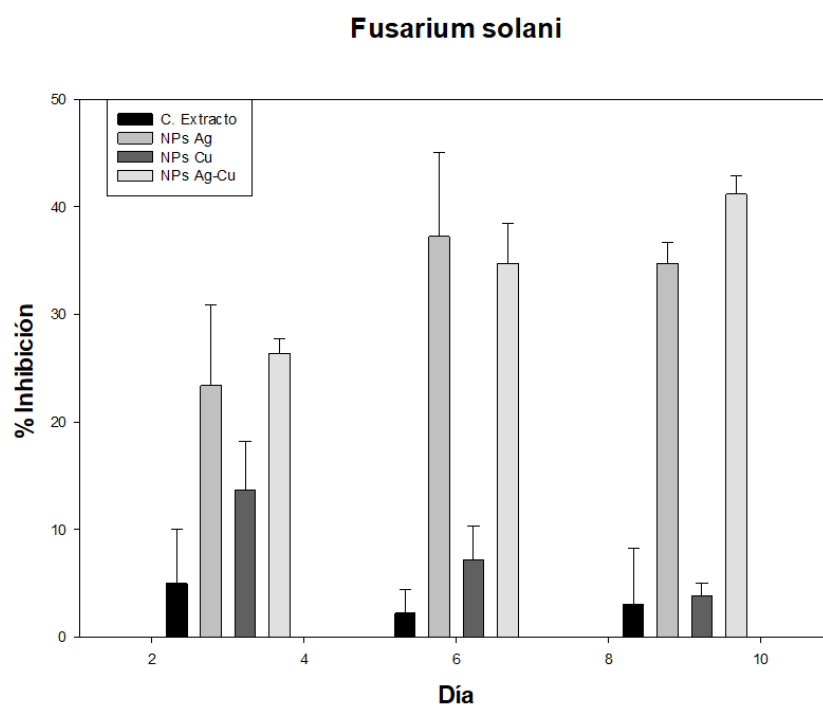 Fusarium solani
50
40
30
20
10
0
% Inhibición
C. Extracto
NPs Ag
NPs Cu
NPs Ag-Cu
2 4 6 8 10
Día